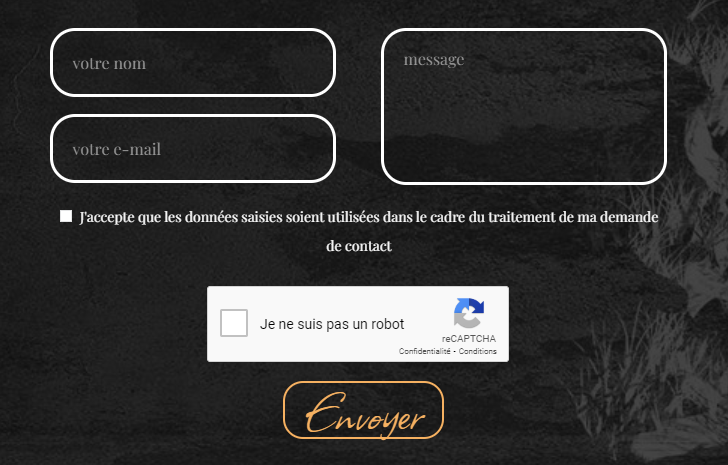 votre nom
message
votre e-mail
J'accepte que les données saisies soient utilisées dans le cadre du traitement de ma demande
de contact
Je ne suis pas un robot
reCAPTCHA
Confidentialité - Conditions
Envoyer